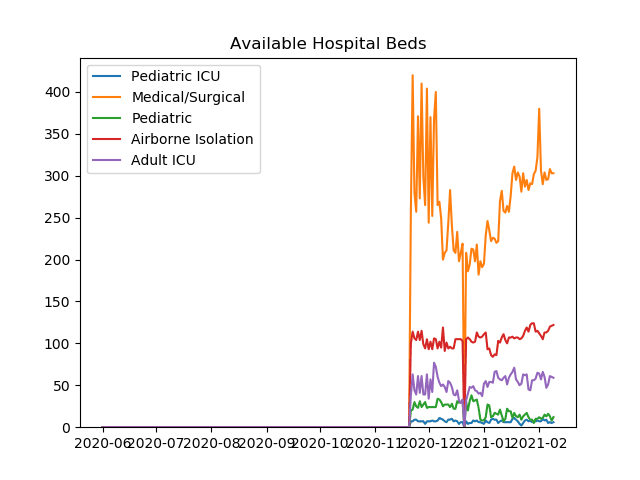 Available Hospital Beds
Pediatric ICU
Medical/Surgical
Pediatric
Airborne Isolation
Adult ICU
400
350
300
250
200
150
100
50
0
2020-06 2020-07 2020-08 2020-09 2020-10 2020-11 2020-12 2021-01 2021-02